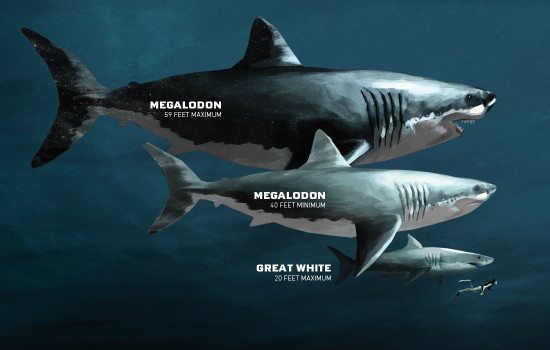 MEGALODON
59 FEET MAXIMUM
MEGALODON
40 FEET MINIMUM
GREAT WHITE
20 FEET MAXIMUM